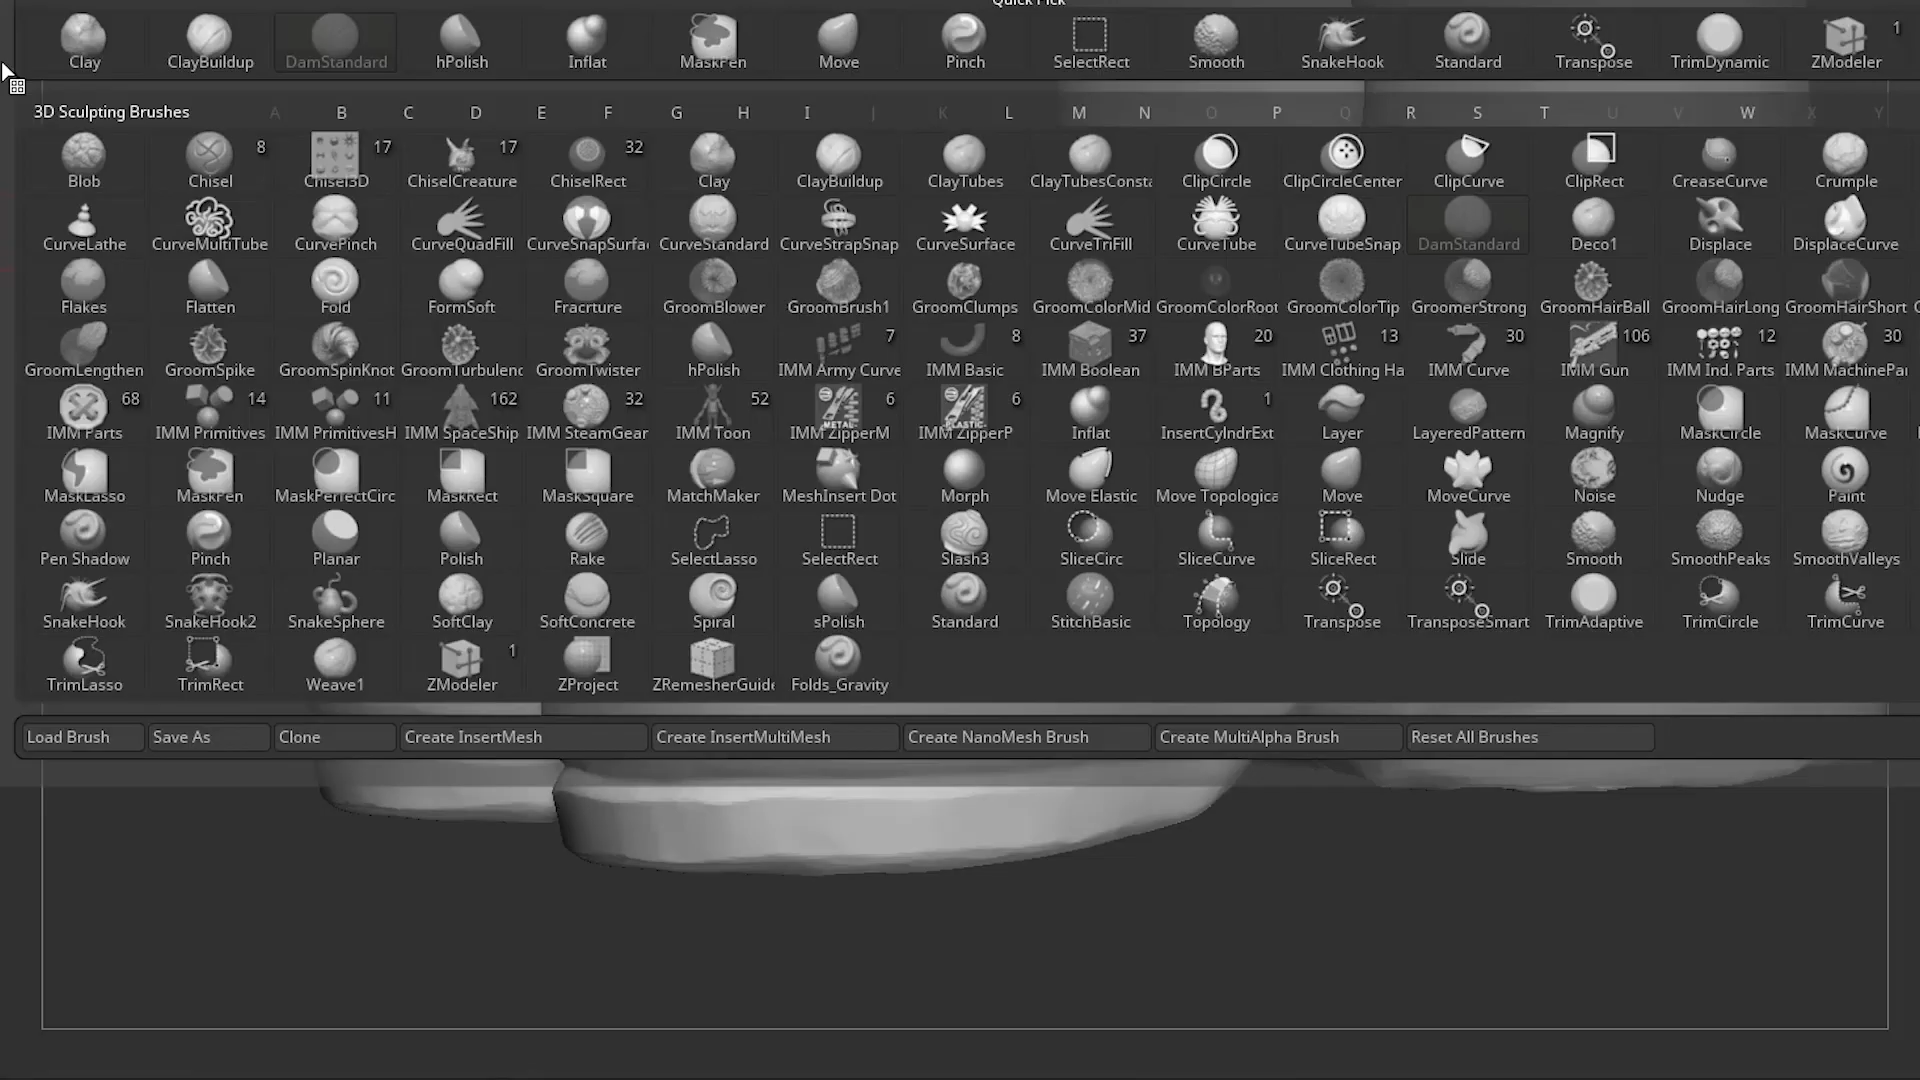 Quick Pick
1
Clay ClayBuildup DamStandard hPolish Inflat MaskPen Move Pinch SelectRect Smooth SnakeHook Standard Transpose TrimDynamic ZModeler
3D Sculpting Brushes A B C D E F G H I J K L M N O P Q R S T U V W X Y
8 17 17 32
Blob Chisel Chisel3D ChiselCreature ChiselRect Clay ClayBuildup ClayTubes ClayTubesConsta ClipCircle ClipCircleCenter ClipCurve ClipRect CreaseCurve Crumple
CurveLathe CurveMultiTube CurvePinch CurveQuadFill CurveSnapSurfac CurveStandard CurveStrapSnap CurveSurface CurveTriFill CurveTube CurveTubeSnap DamStandard Deco1 Displace DisplaceCurve
Flakes Flatten Fold FormSoft Fracrture GroomBlower GroomBrush1 GroomClumps GroomColorMid GroomColorRoot GroomColorTip GroomerStrong GroomHairBall GroomHairLong GroomHairShort
7 8 37 20 13 30 106 12 30
GroomLengthen GroomSpike GroomSpinKnot GroomTurbulenc GroomTwister hPolish IMM Army Curve IMM Basic IMM Boolean IMM BParts IMM Clothing Ha IMM Curve IMM Gun IMM Ind. Parts IMM MachinePar
68 14 11 162 32 52 METAL 6 PLASTIC 6 1
IMM Parts IMM Primitives IMM PrimitivesH IMM SpaceShip IMM SteamGear IMM Toon IMM ZipperM IMM ZipperP Inflat InsertCylndrExt Layer LayeredPattern Magnify MaskCircle MaskCurve
MaskLasso MaskPen MaskPerfectCirc MaskRect MaskSquare MatchMaker MeshInsert Dot Morph Move Elastic Move Topologica Move MoveCurve Noise Nudge Paint
Pen Shadow Pinch Planar Polish Rake SelectLasso SelectRect Slash3 SliceCirc SliceCurve SliceRect Slide Smooth SmoothPeaks SmoothValleys
SnakeHook SnakeHook2 SnakeSphere SoftClay SoftConcrete Spiral sPolish Standard StitchBasic Topology Transpose TransposeSmart TrimAdaptive TrimCircle TrimCurve
1
TrimLasso TrimRect Weave1 ZModeler ZProject ZRemesherGuide Folds_Gravity
Load Brush Save As Clone Create InsertMesh Create InsertMultiMesh Create NanoMesh Brush Create MultiAlpha Brush Reset All Brushes